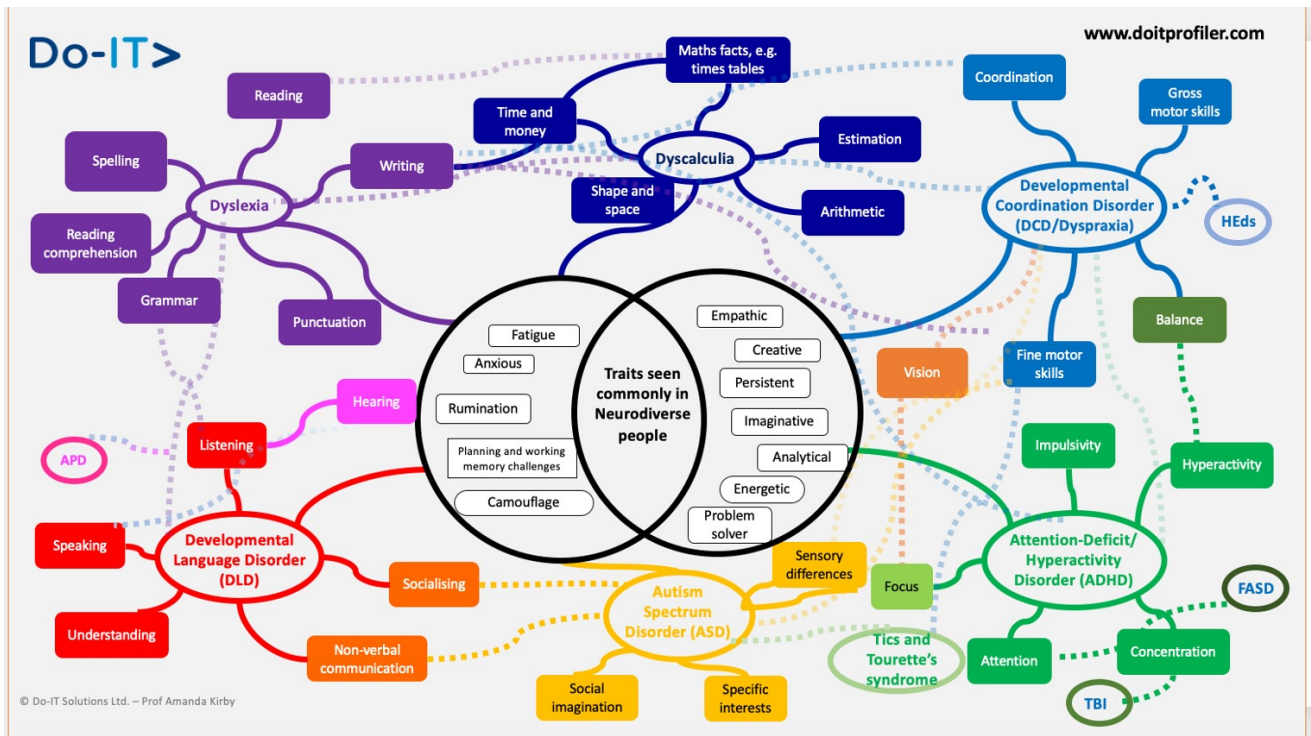 Do-IT>
www.doitprofiler.com
Maths facts, e.g.
times tables
Reading
Coordination
Gross
motor skills
Time and
money
Spelling
Writing
Dyscalculia
Estimation
Dyslexia
Shape and
space
Arithmetic
Developmental
Coordination Disorder
(DCD/Dyspraxia)
HEds
Reading
comprehension
Grammar
Punctuation
Balance
Fatigue
Anxious
Rumination
Planning and working
memory challenges
Camouflage
Traits seen
commonly in
Neurodiverse
people
Empathic
Creative
Persistent
Imaginative
Analytical
Energetic
Problem
solver
Vision
Fine motor
skills
Hearing
Listening
APD
Impulsivity
Hyperactivity
Speaking
Developmental
Language Disorder
(DLD)
Socialising
Understanding
Non-verbal
communication
Autism
Spectrum
Disorder (ASD)
Sensory
differences
Focus
Attention-Deficit/
Hyperactivity
Disorder (ADHD)
FASD
Tics and
Tourette's
syndrome
Attention
Concentration
TBI
Social
imagination
Specific
interests
© Do-IT Solutions Ltd. – Prof Amanda Kirby